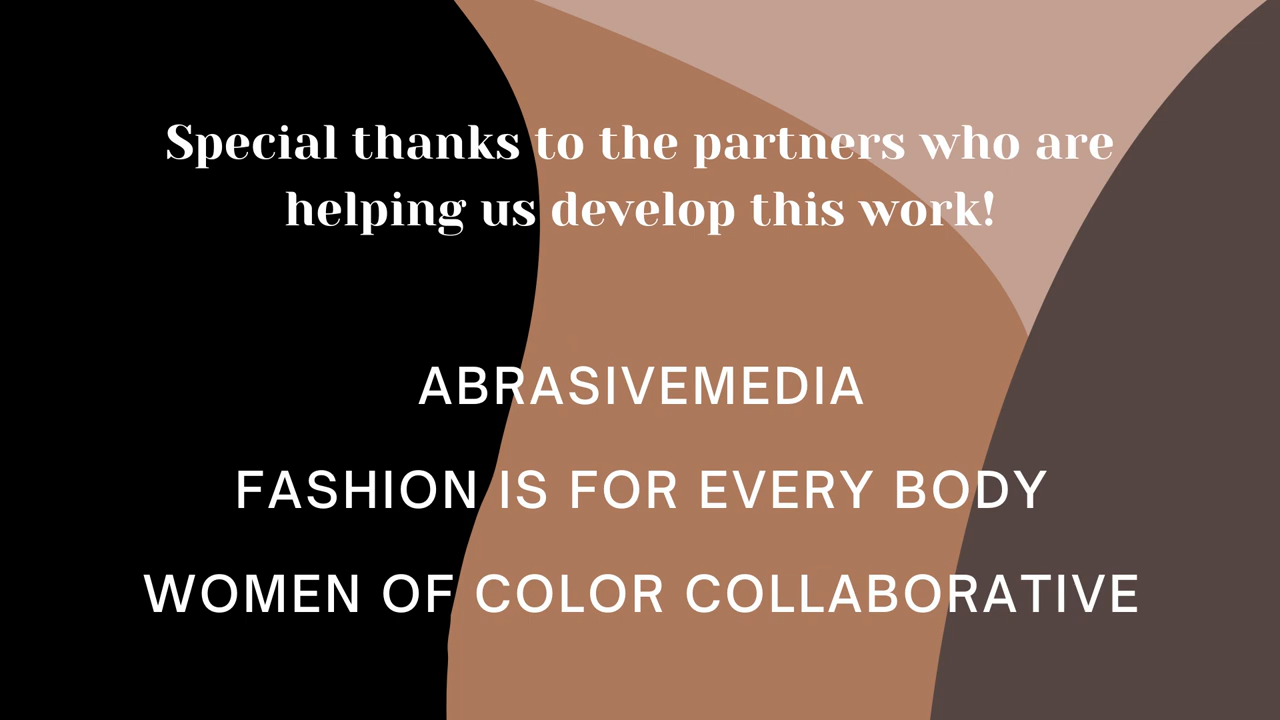 Special thanks to the partners who are
helping us develop this work!
ABRASIVEMEDIA
FASHION IS FOR EVERY BODY
WOMEN OF COLOR COLLABORATIVE